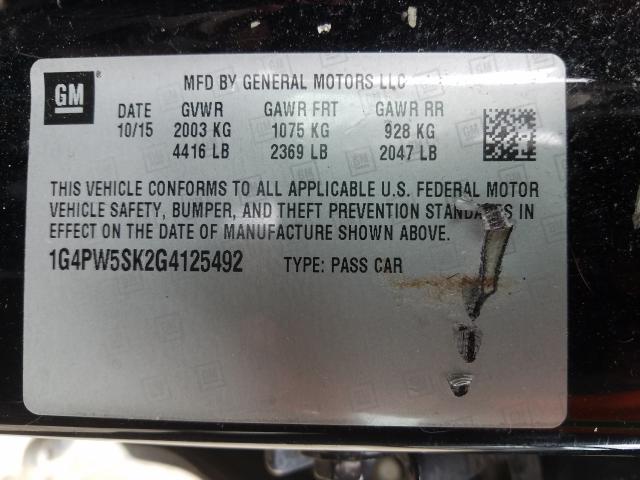 GM ® MFD BY GENERAL MOTORS LLC
DATE GVWR GAWR FRT GAWR RR
10/15 2003 KG 1075 KG 928 KG
4416 LB 2369 LB 2047 LB
THIS VEHICLE CONFORMS TO ALL APPLICABLE U.S. FEDERAL MOTOR
VEHICLE SAFETY, BUMPER, AND THEFT PREVENTION STANDARDS
IN EFFECT ON THE DATE OF MANUFACTURE SHOWN ABOVE.
1G4PW5SK2G4125492 TYPE: PASS CAR